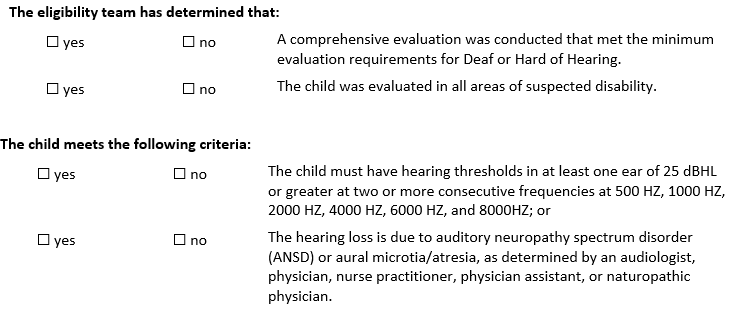 The eligibility team has determined that:
☐ yes ☐ no A comprehensive evaluation was conducted that met the minimum
evaluation requirements for Deaf or Hard of Hearing.
☐ yes ☐ no The child was evaluated in all areas of suspected disability.
The child meets the following criteria:
☐ yes ☐ no The child must have hearing thresholds in at least one ear of 25 dBHL
or greater at two or more consecutive frequencies at 500 HZ, 1000 HZ,
2000 HZ, 4000 HZ, 6000 HZ, and 8000HZ; or
☐ yes ☐ no The hearing loss is due to auditory neuropathy spectrum disorder
(ANSD) or aural microtia/atresia, as determined by an audiologist,
physician, nurse practitioner, physician assistant, or naturopathic
physician.